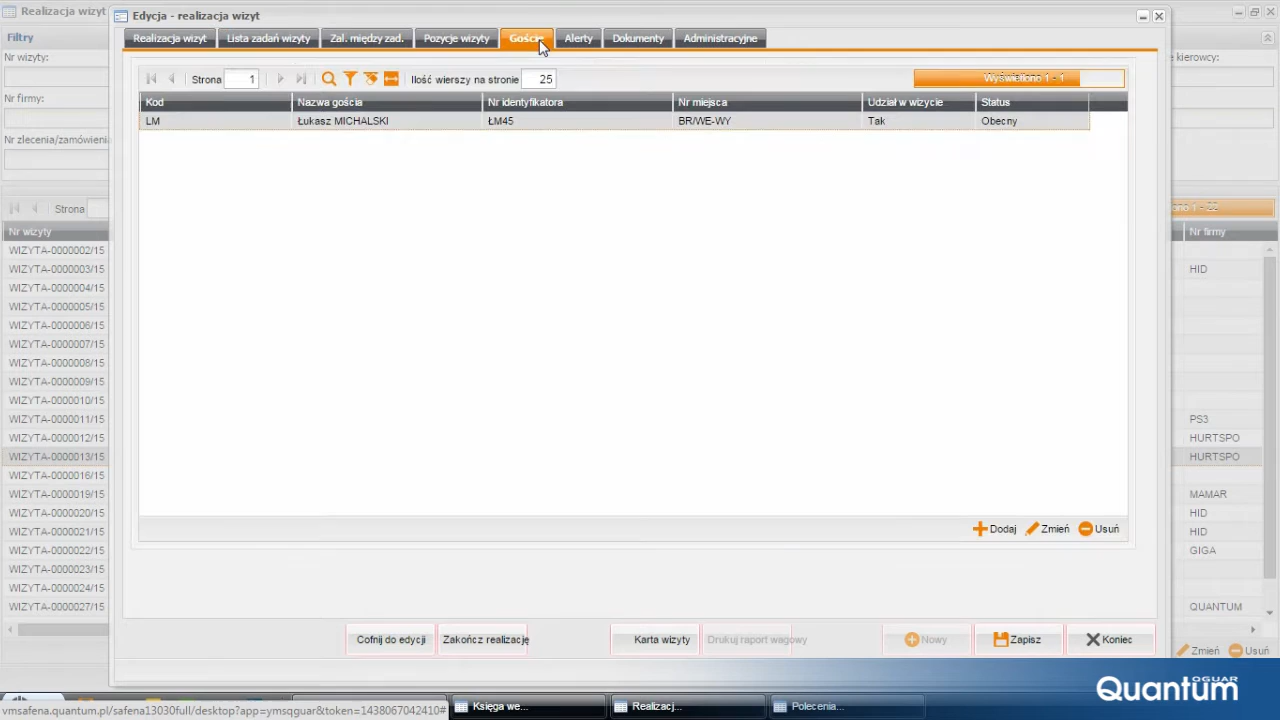 Realizacja wizyt
Edycja - realizacja wizyt
Filtry
Nr wizyty:
Nr firmy:
Nr zlecenia/zamówienia
e kierowcy:
Realizacja wizyt
Lista zadań wizyty
Zal. między zad.
Pozycje wizyty
Goście
Alerty
Dokumenty
Administracyjne
Strona 1
Ilość wierszy na stronie 25
Wyświetlono 1 - 1
Kod
Nazwa gościa
Nr identyfikatora
Nr miejsca
Udział w wizycie
Status
LM
Łukasz MICHALSKI
ŁM45
BR/WE-WY
Tak
Obecny
Strona
ono 1 - 22
Nr wizyty
Nr firmy
WIZYTA-0000002/15
WIZYTA-0000003/15
HID
WIZYTA-0000004/15
WIZYTA-0000005/15
WIZYTA-0000006/15
WIZYTA-0000007/15
WIZYTA-0000008/15
WIZYTA-0000009/15
WIZYTA-0000010/15
WIZYTA-0000011/15
PS3
WIZYTA-0000012/15
HURTSPO
WIZYTA-0000013/15
HURTSPO
WIZYTA-0000016/15
WIZYTA-0000019/15
MAMAR
WIZYTA-0000020/15
HID
WIZYTA-0000021/15
HID
WIZYTA-0000022/15
GIGA
WIZYTA-0000023/15
WIZYTA-0000024/15
WIZYTA-0000027/15
QUANTUM
Dodaj
Zmień
Usuń
Cofnij do edycji
Zakończ realizację
Karta wizyty
Drukuj raport wagowy
Nowy
Zapisz
Koniec
Zmień
Usuń
QGUAR
Quantum
vmsafena.quantum.pl/safena13030full/desktop?app=ymsqguar&token=1438067042410#
Księga we...
Realizacj...
Polecenia...